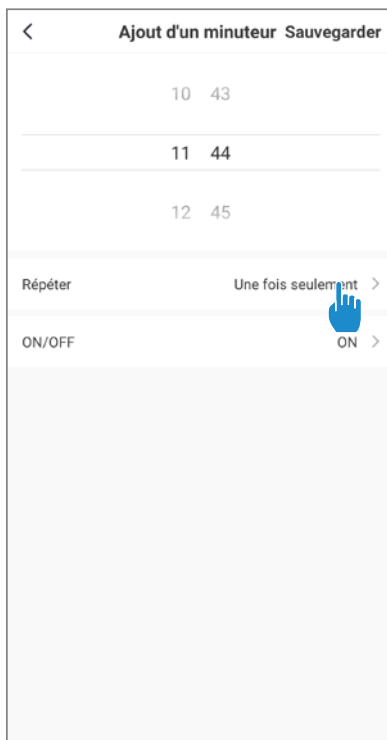 Ajout d'un minuteur Sauvegarder
10 43
11 44
12 45
Répéter Une fois seulement
ON/OFF ON